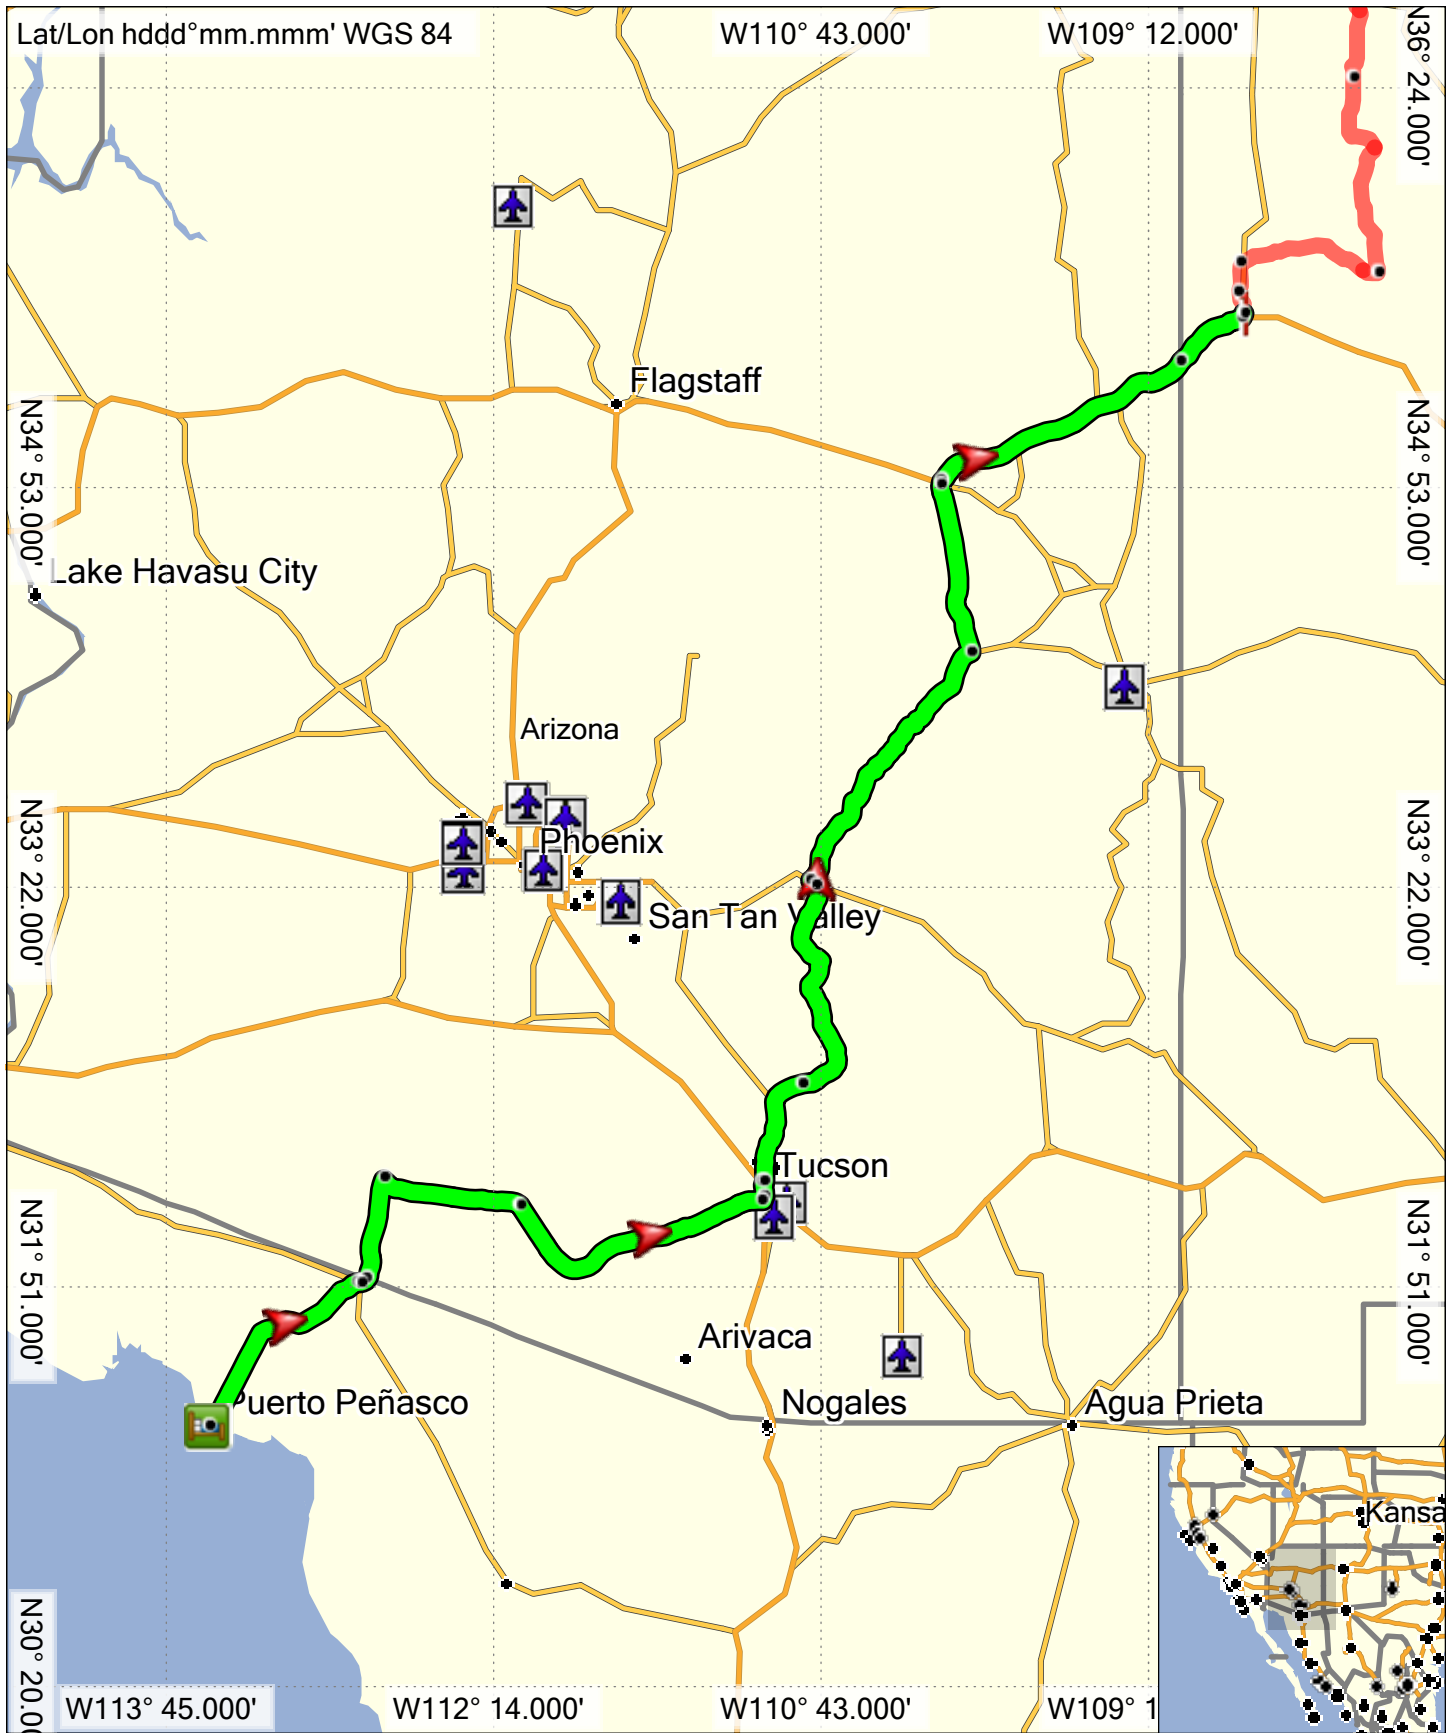 Lat/Lon hddd°mm.mmm' WGS 84
W110° 43.000'
W109° 12.000'
N36° 24.000'
Flagstaff
N34° 53.000'
N34° 53.000'
Lake Havasu City
Arizona
N33° 22.000'
N33° 22.000'
Phoenix
San Tan Valley
Tucson
N31° 51.000'
N31° 51.000'
Arivaca
Puerto Peñasco
Nogales
Agua Prieta
Kansa
N30° 20.00
W113° 45.000'
W112° 14.000'
W110° 43.000'
W109° 1